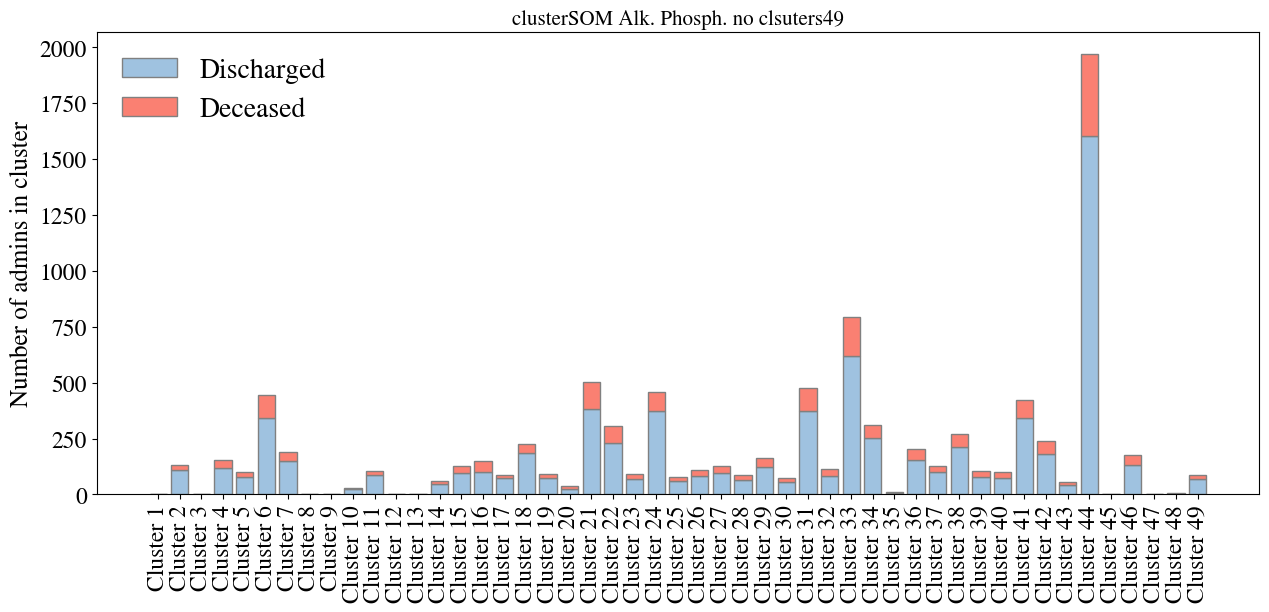 clusterSOM Alk. Phosph. no clsuters49
Number of admins in cluster
2000
1750
1500
1250
1000
750
500
250
0
Discharged
Deceased
Cluster 1
Cluster 2
Cluster 3
Cluster 4
Cluster 5
Cluster 6
Cluster 7
Cluster 8
Cluster 9
Cluster 10
Cluster 11
Cluster 12
Cluster 13
Cluster 14
Cluster 15
Cluster 16
Cluster 17
Cluster 18
Cluster 19
Cluster 20
Cluster 21
Cluster 22
Cluster 23
Cluster 24
Cluster 25
Cluster 26
Cluster 27
Cluster 28
Cluster 29
Cluster 30
Cluster 31
Cluster 32
Cluster 33
Cluster 34
Cluster 35
Cluster 36
Cluster 37
Cluster 38
Cluster 39
Cluster 40
Cluster 41
Cluster 42
Cluster 43
Cluster 44
Cluster 45
Cluster 46
Cluster 47
Cluster 48
Cluster 49